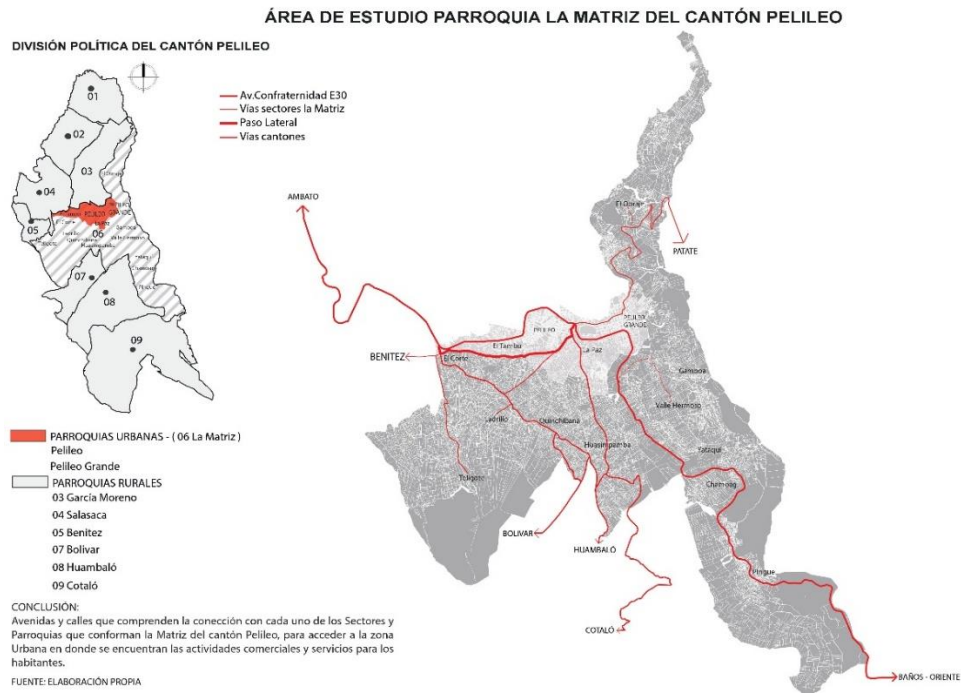 ÁREA DE ESTUDIO PARROQUIA LA MATRIZ DEL CANTÓN PELILEO
DIVISIÓN POLÍTICA DEL CANTÓN PELILEO
01
02
03
04
05
PELILEO
GRANDE
06
07
08
09
Av.Confraternidad E30
Vías sectores la Matriz
Paso Lateral
Vías cantones
AMBATO
PATATE
PELILEO
PELILEO
GRANDE
El Tambo
La Paz
BENITEZ
El Corte
Gamboa
Valle Hermoso
Ladrillo
Huasimpamba
Pataqui
Chamoag
BOLIVAR
HUAMBALÓ
Pingue
COTALÓ
BAÑOS - ORIENTE
PARROQUIAS URBANAS - ( 06 La Matriz )
Pelileo
Pelileo Grande
PARROQUIAS RURALES
03 García Moreno
04 Salasaca
05 Benitez
07 Bolivar
08 Huambaló
09 Cotaló
CONCLUSIÓN:
Avenidas y calles que comprenden la conección con cada uno de los Sectores y
Parroquias que conforman la Matriz del cantón Pelileo, para acceder a la zona
Urbana en donde se encuentran las actividades comerciales y servicios para los
habitantes.
FUENTE: ELABORACIÓN PROPIA